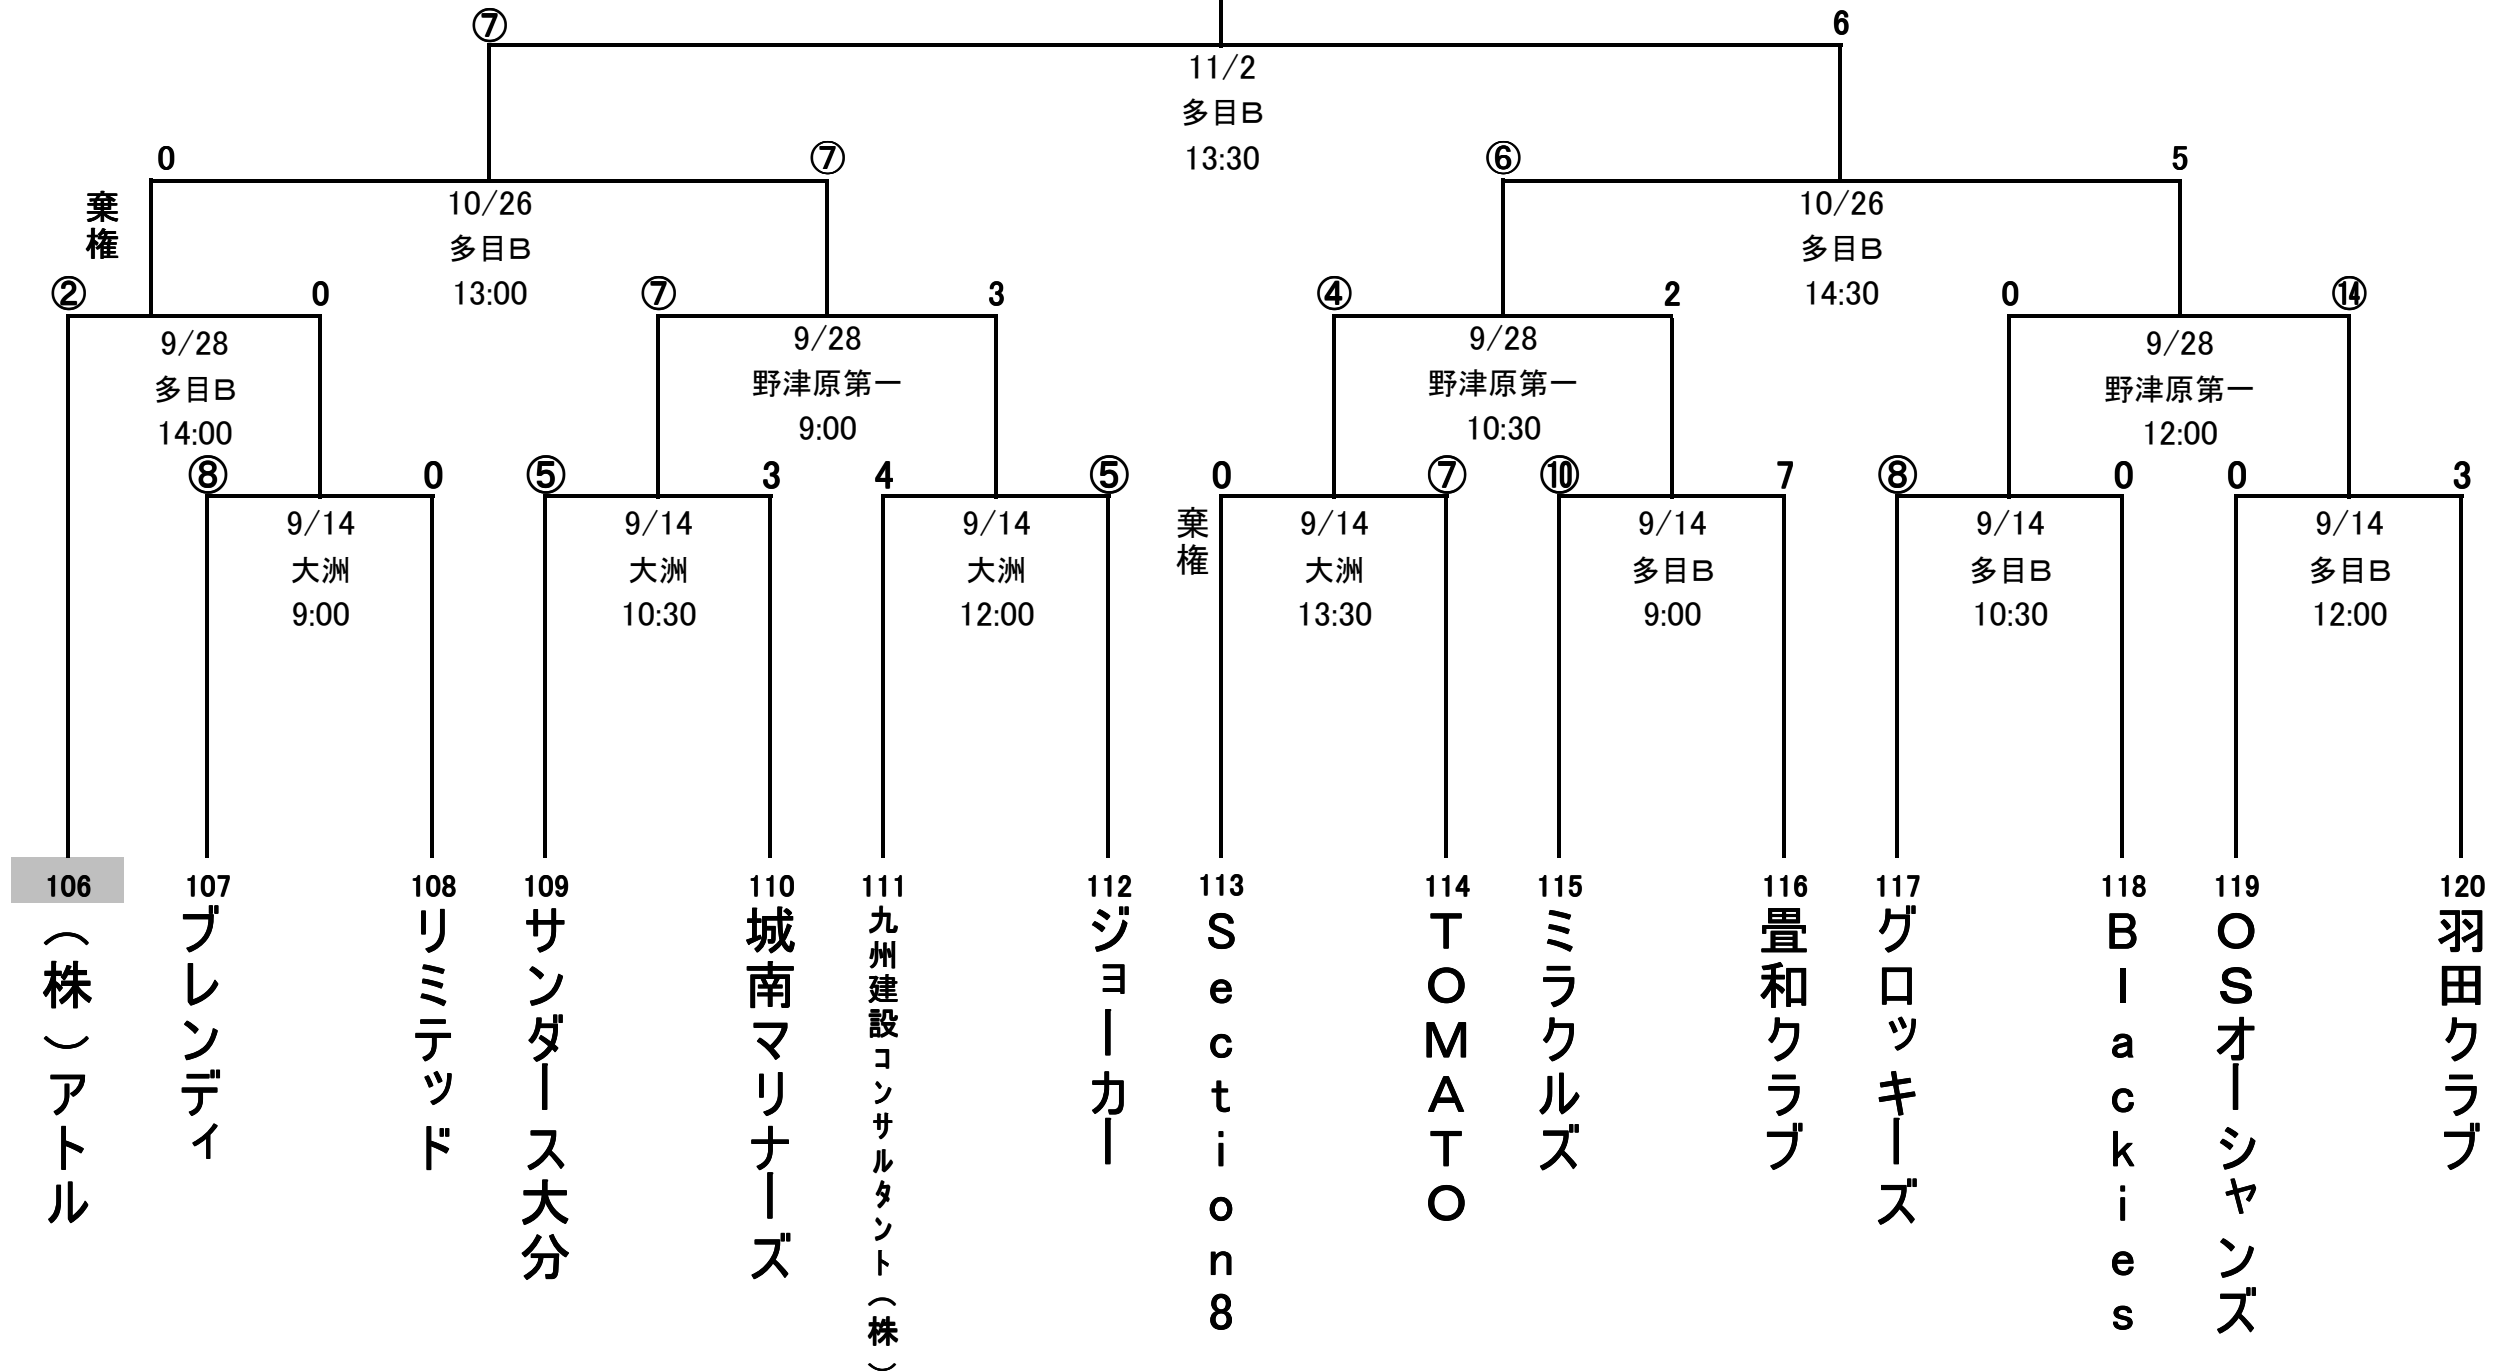 ⑦
6
11/2
多目B
13:30
0
⑦
⑥
5
棄権
10/26
多目B
13:00
10/26
多目B
14:30
②
0
⑦
3
④
2
0
⑭
9/28
多目B
14:00
9/28
野津原第一
9:00
9/28
野津原第一
10:30
9/28
野津原第一
12:00
⑧
0
⑤
3
4
⑤
0
⑦
⑩
7
⑧
0
0
3
9/14
大洲
9:00
9/14
大洲
10:30
9/14
大洲
12:00
棄権
9/14
大洲
13:30
9/14
多目B
9:00
9/14
多目B
10:30
9/14
多目B
12:00
106
(株)アトル
107
ブレンディ
108
リミテッド
109
サンダース大分
110
城南マリナーズ
111
九州建設コンサルタント(株)
112
ジョーカー
113
Section8
114
TOMATO
115
ミラクルズ
116
畳和クラブ
117
グロッキーズ
118
Blackies
119
OSオーシャンズ
120
羽田クラブ